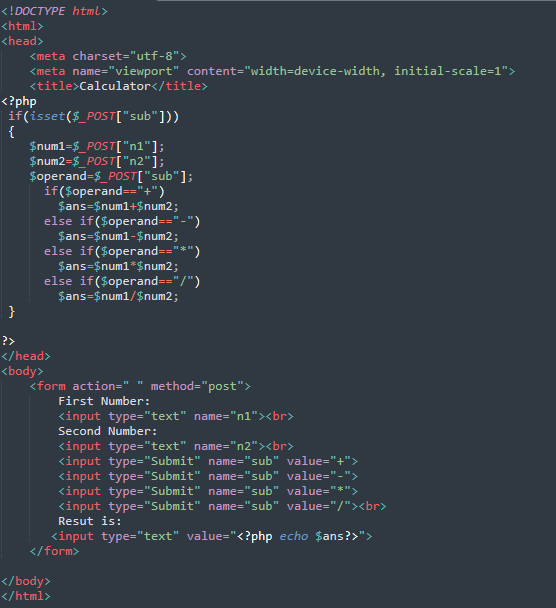 <!DOCTYPE html>
<html>
<head>
    <meta charset="utf-8">
    <meta name="viewport" content="width=device-width, initial-scale=1">
    <title>Calculator</title>
<?php
 if(isset($_POST["sub"]))
 {
    $num1=$_POST["n1"];
    $num2=$_POST["n2"];
    $operand=$_POST["sub"];
      if($operand=="+")
        $ans=$num1+$num2;
      else if($operand=="-")
        $ans=$num1-$num2;
      else if($operand=="*")
        $ans=$num1*$num2;
      else if($operand=="/")
        $ans=$num1/$num2;
 }

?>
</head>
<body>
    <form action=" " method="post">
        First Number:
        <input type="text" name="n1"><br>
        Second Number:
        <input type="text" name="n2"><br>
        <input type="Submit" name="sub" value="+">
        <input type="Submit" name="sub" value="-">
        <input type="Submit" name="sub" value="*">
        <input type="Submit" name="sub" value="/"><br>
        Resut is:
       <input type="text" value="<?php echo $ans?>">
    </form>

</body>
</html>